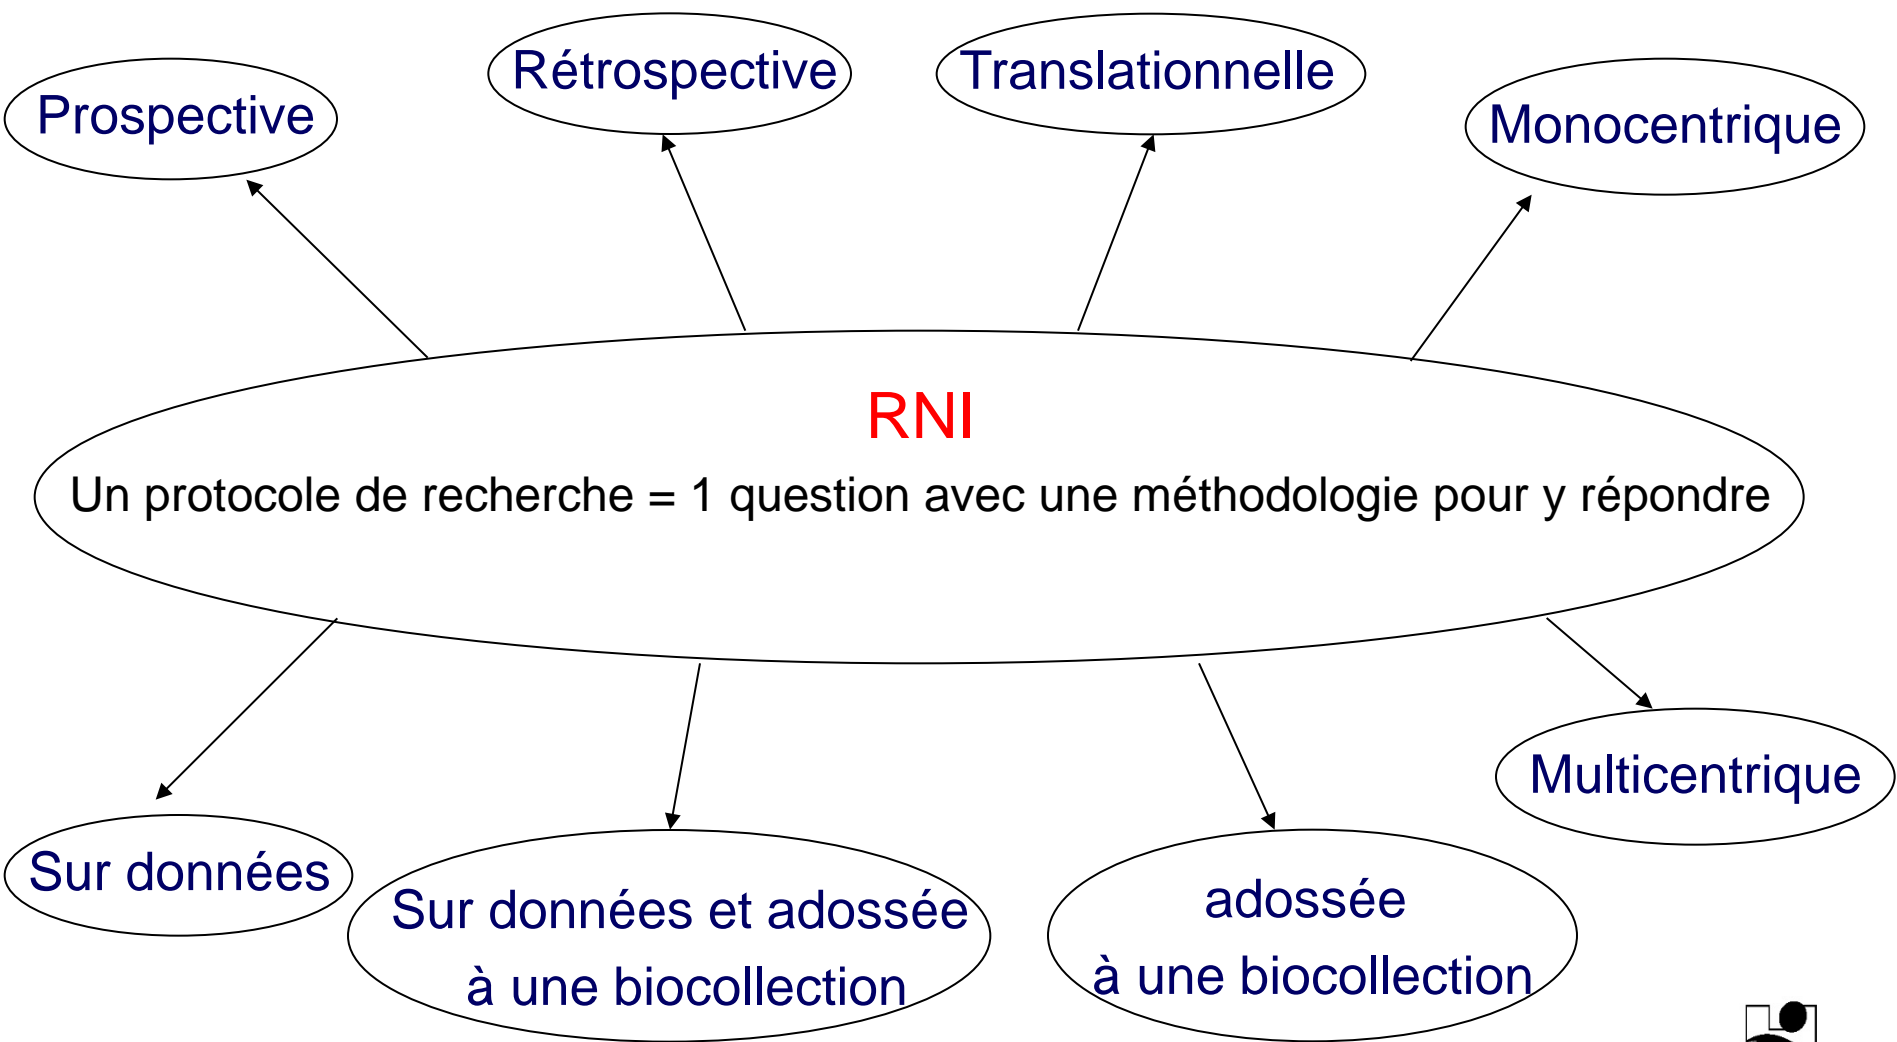 Prospective
Rétrospective
Translationnelle
Monocentrique
RNI
Un protocole de recherche = 1 question avec une méthodologie pour y répondre
Sur données
Sur données et adossée
à une biocollection
adossée
à une biocollection
Multicentrique